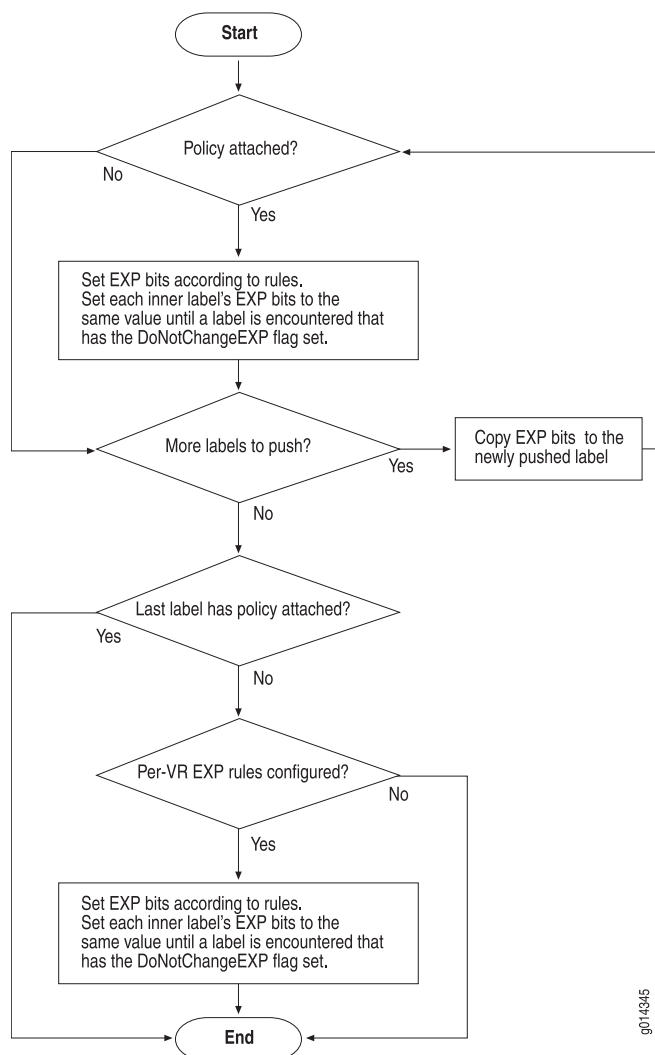 Start
Policy attached?
No
Yes
Set EXP bits according to rules.
Set each inner label's EXP bits to the
same value until a label is encountered that
has the DoNotChangeEXP flag set.
More labels to push?
Yes
Copy EXP bits to the
newly pushed label
No
Last label has policy attached?
Yes
No
Per-VR EXP rules configured?
No
Yes
Set EXP bits according to rules.
Set each inner label's EXP bits to the
same value until a label is encountered that
has the DoNotChangeEXP flag set.
End
g014345